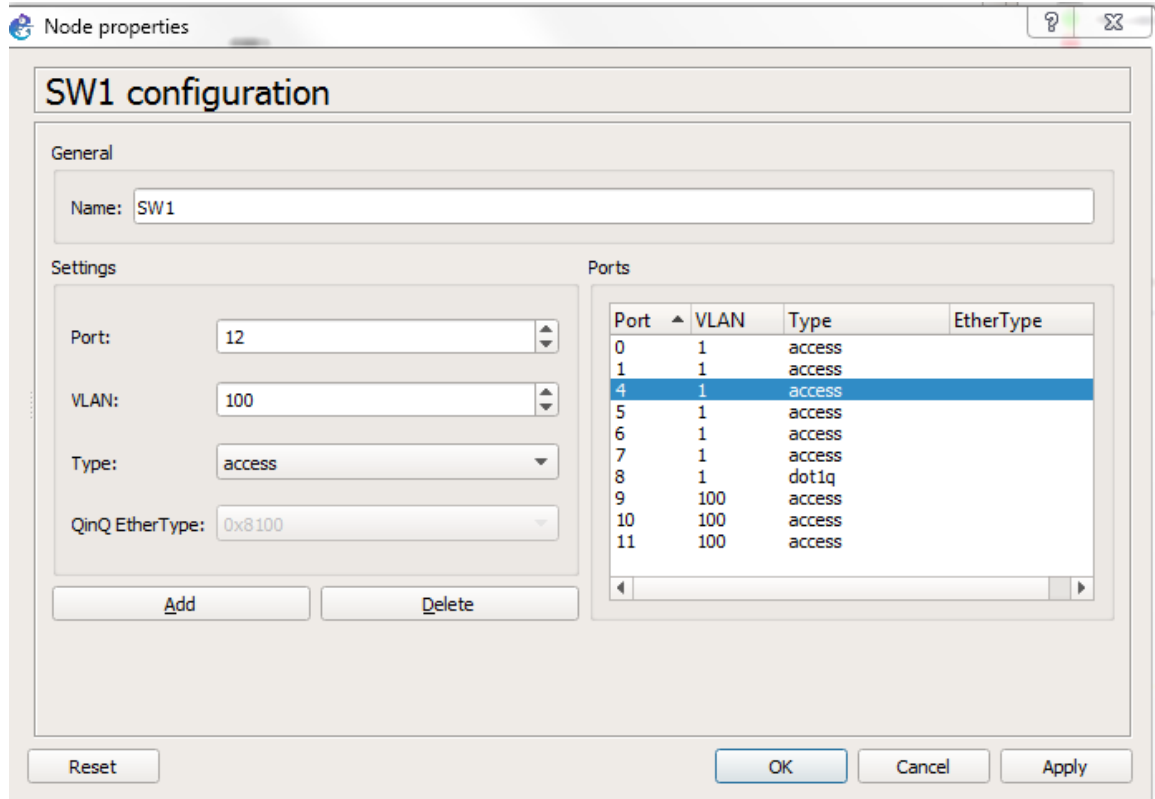 Node properties
SW1 configuration
General
Name: SW1
Settings
Port: 12
VLAN: 100
Type: access
QinQ EtherType: 0x8100
Add Delete
Ports
Port VLAN Type EtherType
0 1 access
1 1 access
4 1 access
5 1 access
6 1 access
7 1 access
8 1 dot1q
9 100 access
10 100 access
11 100 access
Reset OK Cancel Apply